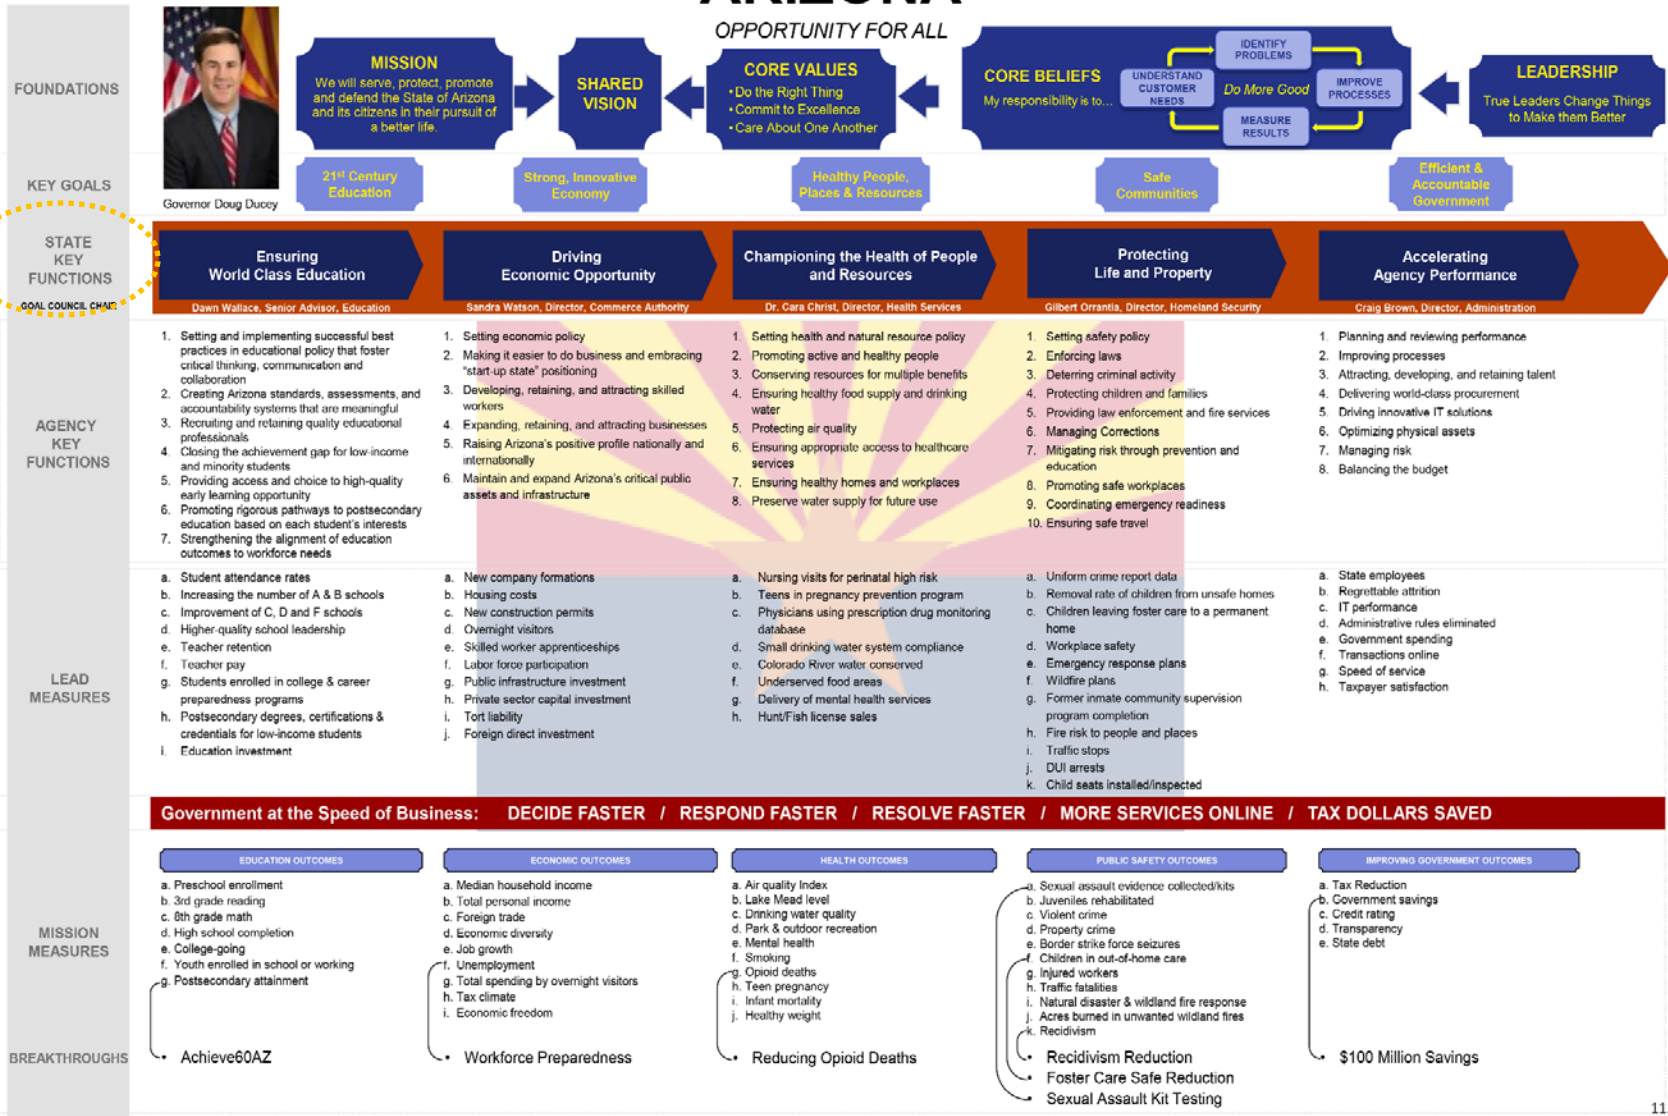 ARIZONA
OPPORTUNITY FOR ALL
FOUNDATIONS
Governor Doug Ducey
MISSION
We will serve, protect, promote
and defend the State of Arizona
and its citizens in their pursuit of
a better life.
SHARED
VISION
CORE VALUES
• Do the Right Thing
• Commit to Excellence
• Care About One Another
CORE BELIEFS
My responsibility is to...
UNDERSTAND
CUSTOMER
NEEDS
IDENTIFY
PROBLEMS
Do More Good
IMPROVE
PROCESSES
MEASURE
RESULTS
LEADERSHIP
True Leaders Change Things
to Make them Better
KEY GOALS
21st Century
Education
Strong, Innovative
Economy
Healthy People,
Places & Resources
Safe
Communities
Efficient &
Accountable
Government
STATE
KEY
FUNCTIONS
GOAL COUNCIL CHAIR
Ensuring
World Class Education
Dawn Wallace, Senior Advisor, Education
Driving
Economic Opportunity
Sandra Watson, Director, Commerce Authority
Championing the Health of People
and Resources
Dr. Cara Christ, Director, Health Services
Protecting
Life and Property
Gilbert Orrantia, Director, Homeland Security
Accelerating
Agency Performance
Craig Brown, Director, Administration
AGENCY
KEY
FUNCTIONS
1. Setting and implementing successful best
practices in educational policy that foster
critical thinking, communication and
collaboration
2. Creating Arizona standards, assessments, and
accountability systems that are meaningful
3. Recruiting and retaining quality educational
professionals
4. Closing the achievement gap for low-income
and minority students
5. Providing access and choice to high-quality
early learning opportunity
6. Promoting rigorous pathways to postsecondary
education based on each student's interests
7. Strengthening the alignment of education
outcomes to workforce needs
1. Setting economic policy
2. Making it easier to do business and embracing
"start-up state" positioning
3. Developing, retaining, and attracting skilled
workers
4. Expanding, retaining, and attracting businesses
5. Raising Arizona's positive profile nationally and
internationally
6. Maintain and expand Arizona's critical public
assets and infrastructure
1. Setting health and natural resource policy
2. Promoting active and healthy people
3. Conserving resources for multiple benefits
4. Ensuring healthy food supply and drinking
water
5. Protecting air quality
6. Ensuring appropriate access to healthcare
services
7. Ensuring healthy homes and workplaces
8. Preserve water supply for future use
1. Setting safety policy
2. Enforcing laws
3. Deterring criminal activity
4. Protecting children and families
5. Providing law enforcement and fire services
6. Managing Corrections
7. Mitigating risk through prevention and
education
8. Promoting safe workplaces
9. Coordinating emergency readiness
10. Ensuring safe travel
1. Planning and reviewing performance
2. Improving processes
3. Attracting, developing, and retaining talent
4. Delivering world-class procurement
5. Driving innovative IT solutions
6. Optimizing physical assets
7. Managing risk
8. Balancing the budget
LEAD
MEASURES
a. Student attendance rates
b. Increasing the number of A & B schools
c. Improvement of C, D and F schools
d. Higher-quality school leadership
e. Teacher retention
f. Teacher pay
g. Students enrolled in college & career
preparedness programs
h. Postsecondary degrees, certifications &
credentials for low-income students
i. Education investment
a. New company formations
b. Housing costs
c. New construction permits
d. Overnight visitors
e. Skilled worker apprenticeships
f. Labor force participation
g. Public infrastructure investment
h. Private sector capital investment
i. Tort liability
j. Foreign direct investment
a. Nursing visits for perinatal high risk
b. Teens in pregnancy prevention program
c. Physicians using prescription drug monitoring
database
d. Small drinking water system compliance
e. Colorado River water conserved
f. Underserved food areas
g. Delivery of mental health services
h. Hunt/Fish license sales
a. Uniform crime report data
b. Removal rate of children from unsafe homes
c. Children leaving foster care to a permanent
home
d. Workplace safety
e. Emergency response plans
f. Wildfire plans
g. Former inmate community supervision
program completion
h. Fire risk to people and places
i. Traffic stops
j. DUI arrests
k. Child seats installed/inspected
a. State employees
b. Regrettable attrition
c. IT performance
d. Administrative rules eliminated
e. Government spending
f. Transactions online
g. Speed of service
h. Taxpayer satisfaction
Government at the Speed of Business: DECIDE FASTER / RESPOND FASTER / RESOLVE FASTER / MORE SERVICES ONLINE / TAX DOLLARS SAVED
MISSION
MEASURES
EDUCATION OUTCOMES
a. Preschool enrollment
b. 3rd grade reading
c. 8th grade math
d. High school completion
e. College-going
f. Youth enrolled in school or working
g. Postsecondary attainment
ECONOMIC OUTCOMES
a. Median household income
b. Total personal income
c. Foreign trade
d. Economic diversity
e. Job growth
f. Unemployment
g. Total spending by overnight visitors
h. Tax climate
i. Economic freedom
HEALTH OUTCOMES
a. Air quality Index
b. Lake Mead level
c. Drinking water quality
d. Park & outdoor recreation
e. Mental health
f. Smoking
g. Opioid deaths
h. Teen pregnancy
i. Infant mortality
j. Healthy weight
PUBLIC SAFETY OUTCOMES
a. Sexual assault evidence collected/kits
b. Juveniles rehabilitated
c. Violent crime
d. Property crime
e. Border strike force seizures
f. Children in out-of-home care
g. Injured workers
h. Traffic fatalities
i. Natural disaster & wildland fire response
j. Acres burned in unwanted wildland fires
k. Recidivism
IMPROVING GOVERNMENT OUTCOMES
a. Tax Reduction
b. Government savings
c. Credit rating
d. Transparency
e. State debt
BREAKTHROUGHS
• Achieve60AZ
• Workforce Preparedness
• Reducing Opioid Deaths
• Recidivism Reduction
• Foster Care Safe Reduction
• Sexual Assault Kit Testing
• $100 Million Savings
11